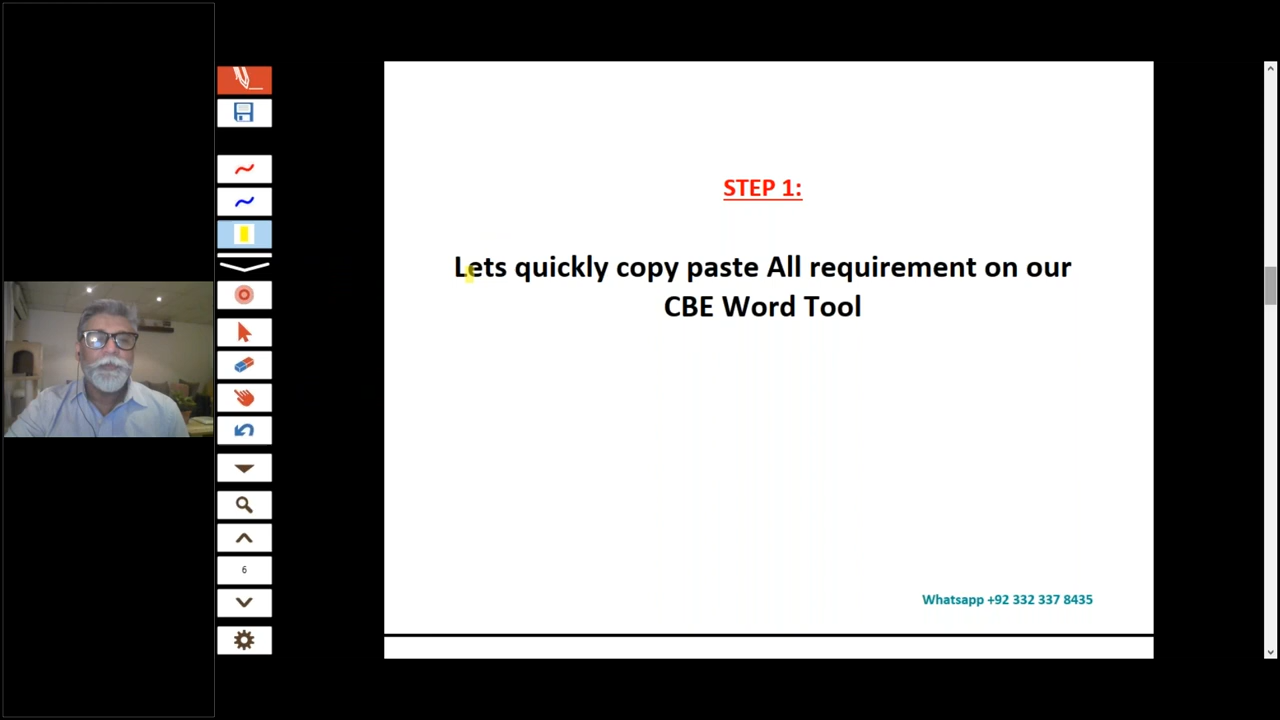 STEP 1:
Lets quickly copy paste All requirement on our
CBE Word Tool
6
Whatsapp +92 332 337 8435